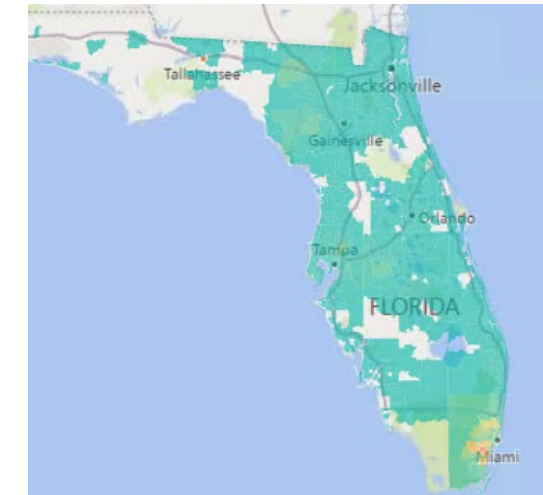 Tallahassee
Jacksonville
Gainesville
Orlando
Tampa
FLORIDA
Miami